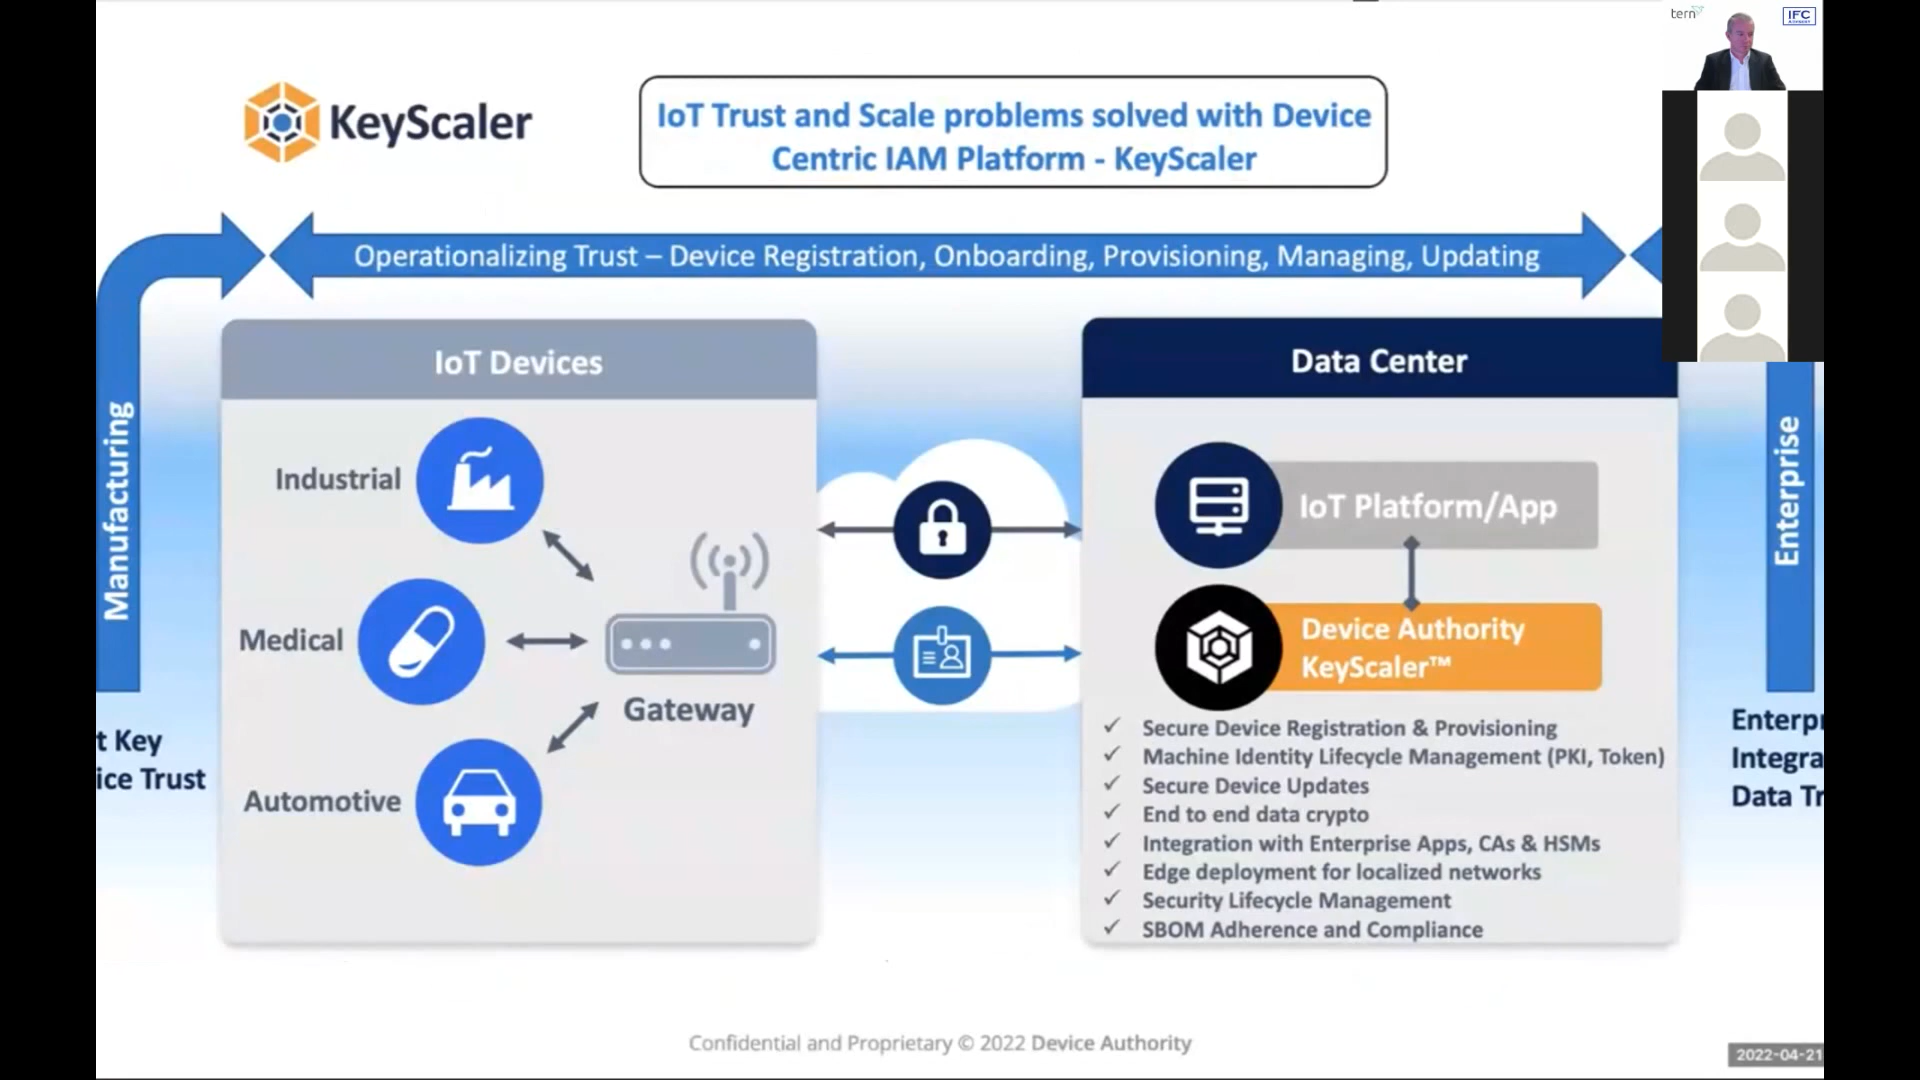 tern
IFC
KeyScaler
IoT Trust and Scale problems solved with Device
Centric IAM Platform - KeyScaler
Operationalizing Trust – Device Registration, Onboarding, Provisioning, Managing, Updating
Manufacturing
t Key
ice Trust
IoT Devices
Industrial
Medical
Automotive
Gateway
Data Center
IoT Platform/App
Device Authority
KeyScaler™
✓ Secure Device Registration & Provisioning
✓ Machine Identity Lifecycle Management (PKI, Token)
✓ Secure Device Updates
✓ End to end data crypto
✓ Integration with Enterprise Apps, CAs & HSMs
✓ Edge deployment for localized networks
✓ Security Lifecycle Management
✓ SBOM Adherence and Compliance
Enterprise
Enterp
Integra
Data Tr
Confidential and Proprietary © 2022 Device Authority
2022-04-21